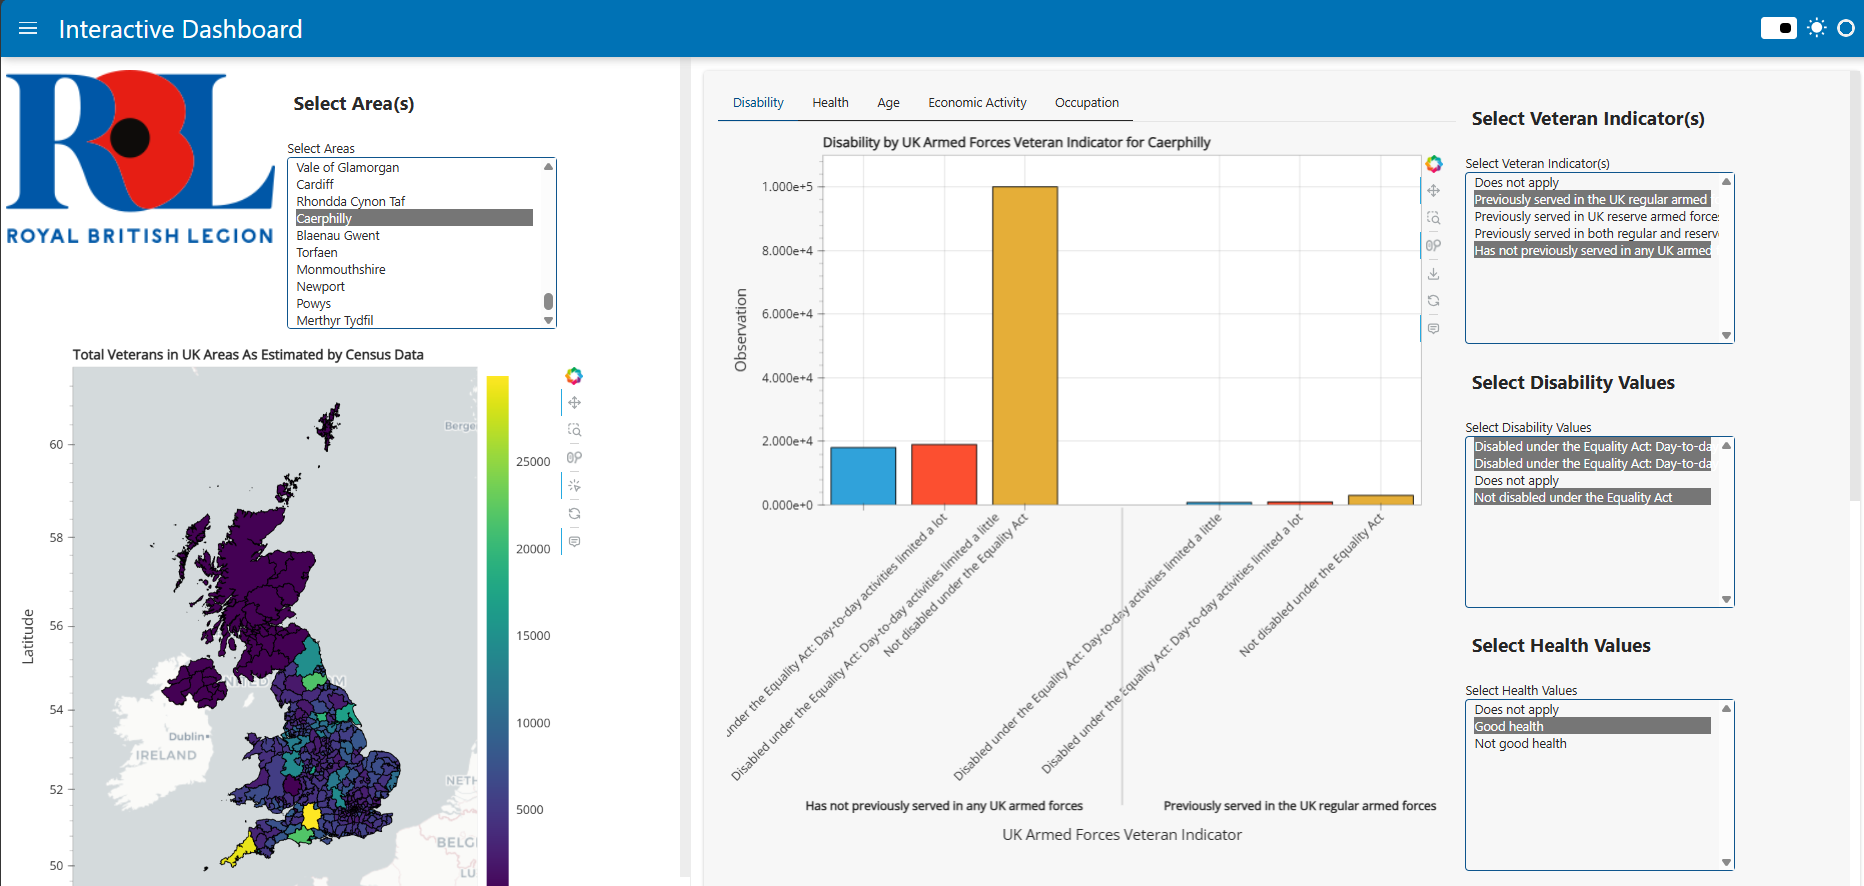 Interactive Dashboard
ROYAL BRITISH LEGION
Select Area(s)
Select Areas
Vale of Glamorgan
Cardiff
Rhondda Cynon Taf
Caerphilly
Blaenau Gwent
Torfaen
Monmouthshire
Newport
Powys
Merthyr Tydfil
Total Veterans in UK Areas As Estimated by Census Data
Latitude
60
58
56
54
52
50
Berge
Dublin
IRELAND
NETH
BELG
LU
25000
20000
15000
10000
5000
Disability Health Age Economic Activity Occupation
Disability by UK Armed Forces Veteran Indicator for Caerphilly
Observation
1.000e+5
8.000e+4
6.000e+4
4.000e+4
2.000e+4
0.000e+0
under the Equality Act: Day-to-day activities limited a lot
Disabled under the Equality Act: Day-to-day activities limited a little
Not disabled under the Equality Act
Disabled under the Equality Act: Day-to-day activities limited a little
Disabled under the Equality Act: Day-to-day activities limited a lot
Not disabled under the Equality Act
Has not previously served in any UK armed forces
Previously served in the UK regular armed forces
UK Armed Forces Veteran Indicator
Select Veteran Indicator(s)
Select Veteran Indicator(s)
Does not apply
Previously served in the UK regular armed
Previously served in UK reserve armed force
Previously served in both regular and reserv
Has not previously served in any UK armed
Select Disability Values
Select Disability Values
Disabled under the Equality Act: Day-to-da
Disabled under the Equality Act: Day-to-da
Does not apply
Not disabled under the Equality Act
Select Health Values
Select Health Values
Does not apply
Good health
Not good health